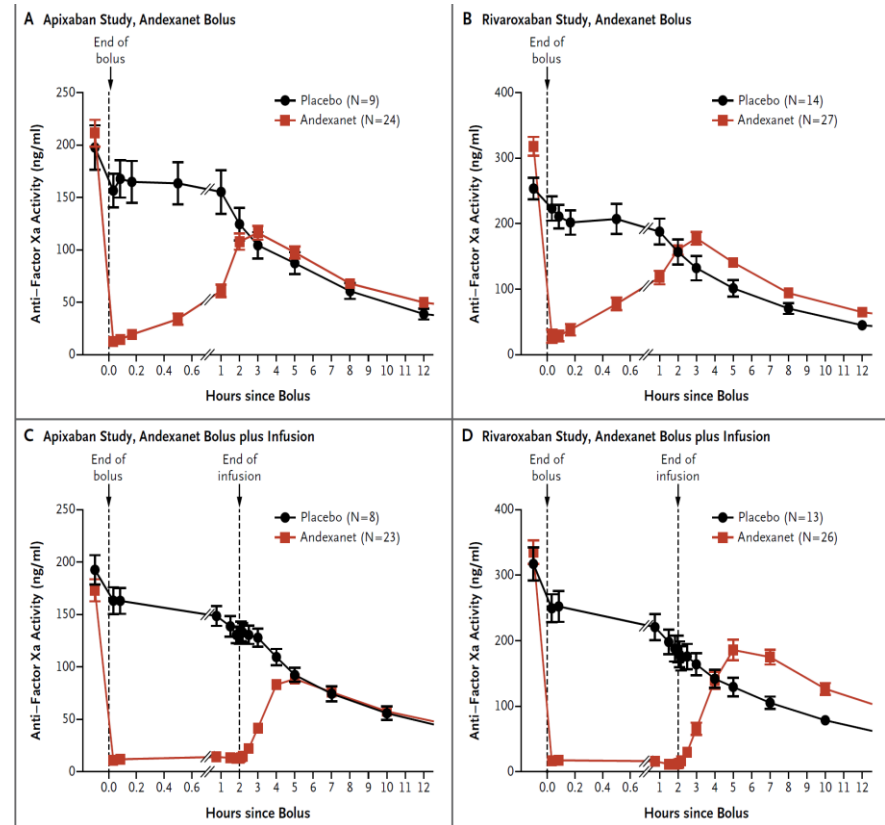 A Apixaban Study, Andexanet Bolus
End of
bolus
Placebo (N=9)
Andexanet (N=24)
Anti–Factor Xa Activity (ng/ml)
250
200
150
100
50
0
0.0 0.2 0.4 0.6 1 2 3 4 5 6 7 8 9 10 11 12
Hours since Bolus
B Rivaroxaban Study, Andexanet Bolus
End of
bolus
Placebo (N=14)
Andexanet (N=27)
Anti–Factor Xa Activity (ng/ml)
400
300
200
100
0
0.0 0.2 0.4 0.6 1 2 3 4 5 6 7 8 9 10 11 12
Hours since Bolus
C Apixaban Study, Andexanet Bolus plus Infusion
End of
bolus
End of
infusion
Placebo (N=8)
Andexanet (N=23)
Anti–Factor Xa Activity (ng/ml)
250
200
150
100
50
0
0.0 0.2 0.4 0.6 1 2 3 4 5 6 7 8 9 10 11 12
Hours since Bolus
D Rivaroxaban Study, Andexanet Bolus plus Infusion
End of
bolus
End of
infusion
Placebo (N=13)
Andexanet (N=26)
Anti–Factor Xa Activity (ng/ml)
400
300
200
100
0
0.0 0.2 0.4 0.6 1 2 3 4 5 6 7 8 9 10 11 12
Hours since Bolus